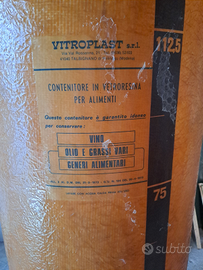 VITROPLAST s.r.l.
112.5
CONTENITORE IN VETRORESINA
PER ALIMENTI
Questo contenitore è garantito idoneo
per conservare:
VINO
OLIO E GRASSI VARI
GENERI ALIMENTARI
75
subito